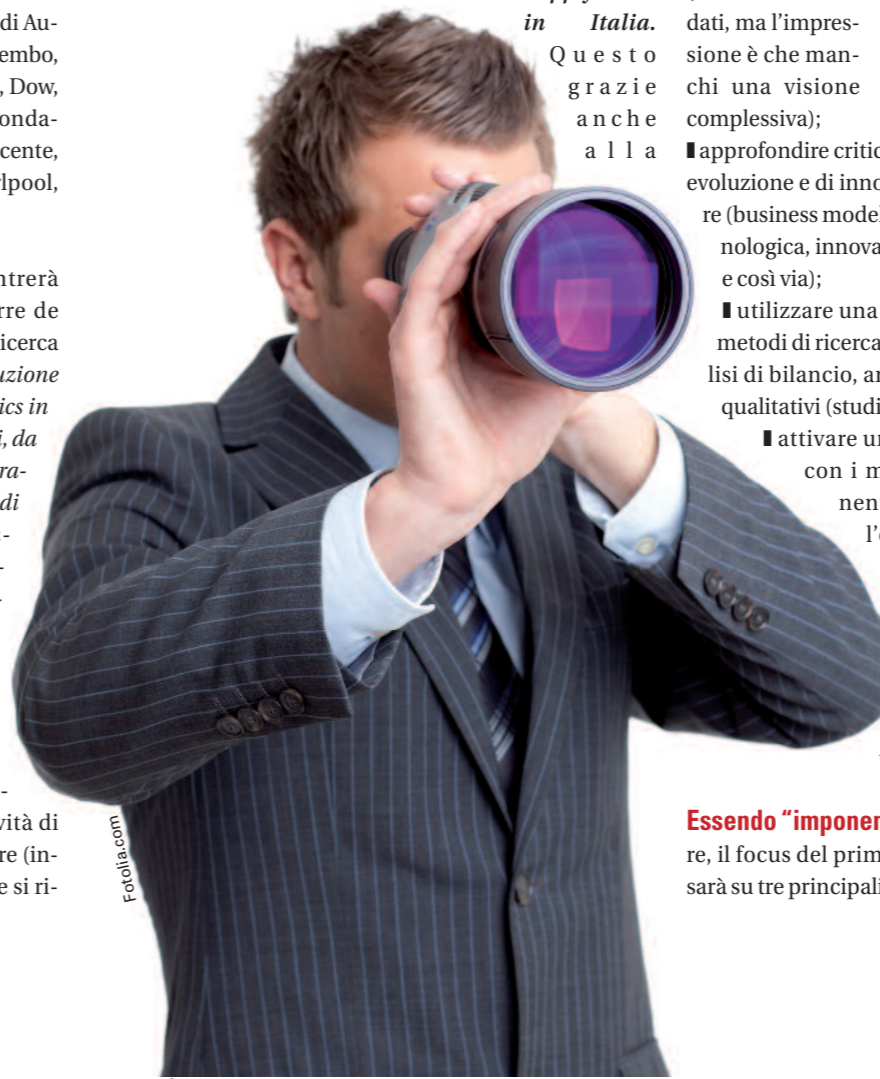 di Au-
embo,
, Dow,
onda-
cente,
rlpool,
ntrerà
rre de
icerca
uzione
ics in
i, da
ra-
di
vità di
re (in-
e si ri-
Fotolia.com
in Italia.
Questo
grazie
anche
alla
dati, ma l'impres-
sione è che man-
chi una visione
complessiva);
approfondire critic
evoluzione e di inno
re (business model
nologica, innova
e così via);
utilizzare una
metodi di ricerca
lisi di bilancio, an
qualitativi (studi
attivare un
con i m
nent
l'e
Essendo “imponen
re, il focus del prim
sarà su tre principali